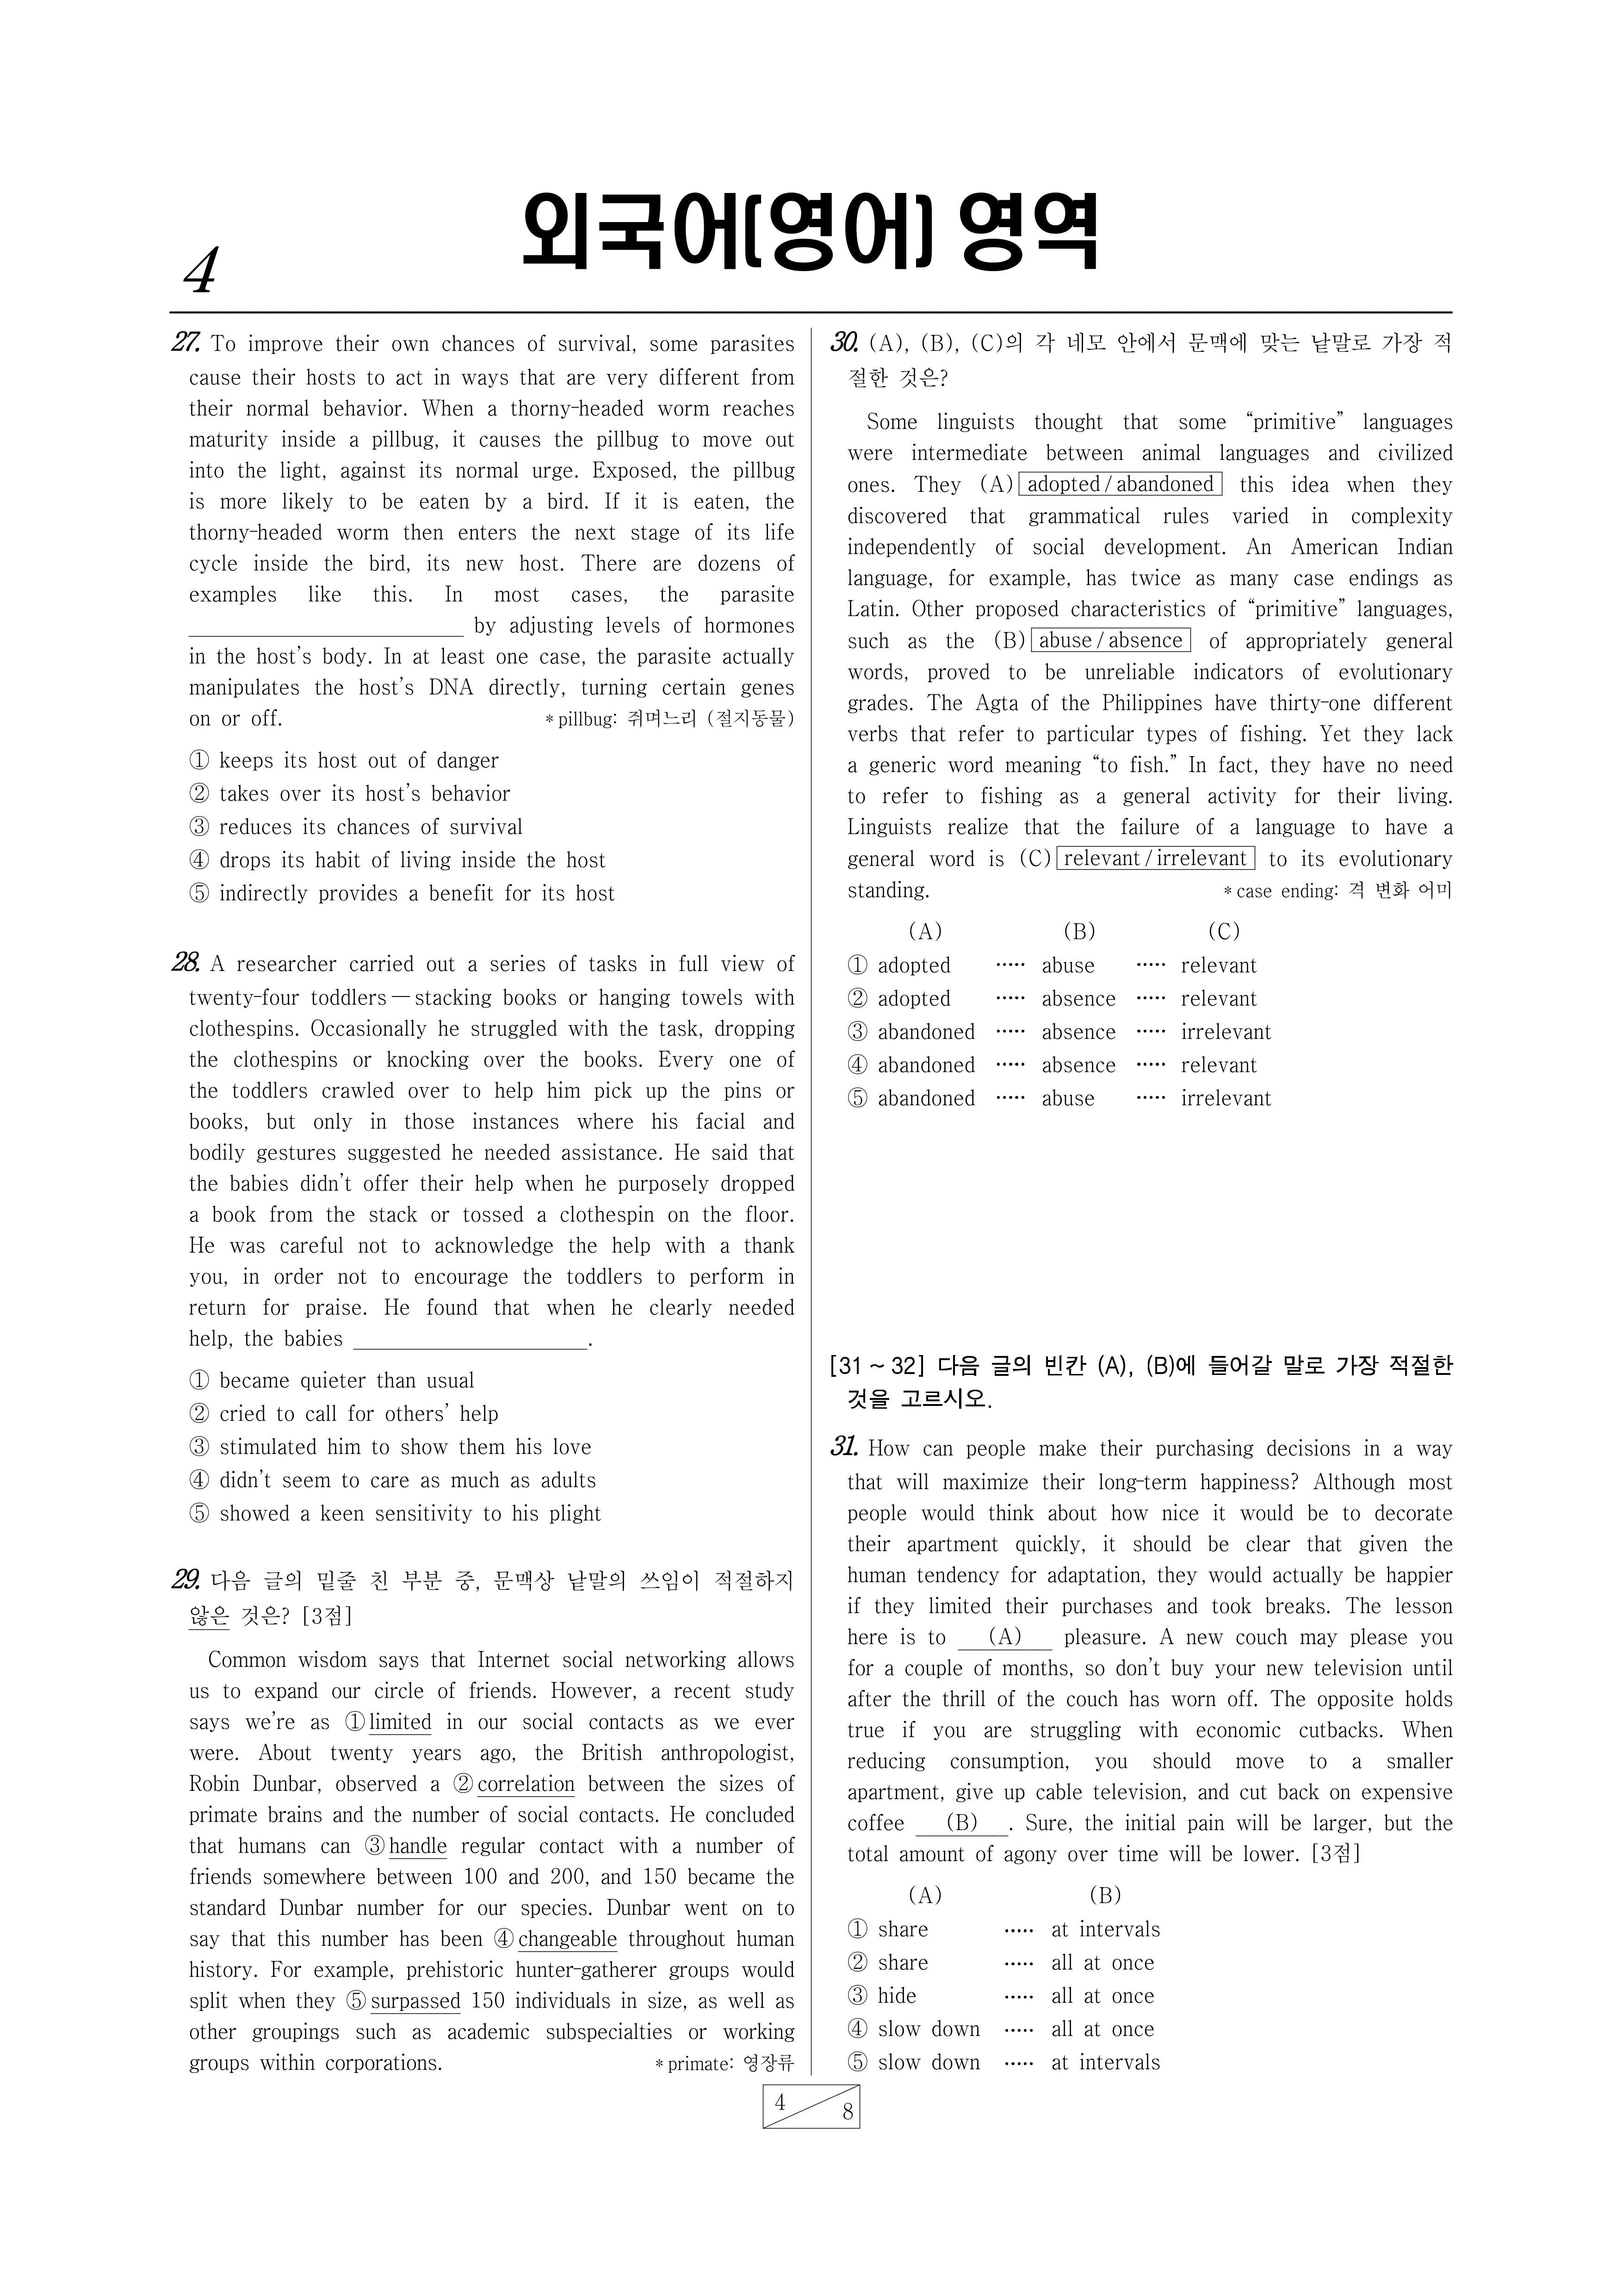 4
외국어(영어) 영역
27. To improve their own chances of survival, some parasites
cause their hosts to act in ways that are very different from
their normal behavior. When a thorny-headed worm reaches
maturity inside a pillbug, it causes the pillbug to move out
into the light, against its normal urge. Exposed, the pillbug
is more likely to be eaten by a bird. If it is eaten, the
thorny-headed worm then enters the next stage of its life
cycle inside the bird, its new host. There are dozens of
examples like this. In most cases, the parasite
____________________ by adjusting levels of hormones
in the host's body. In at least one case, the parasite actually
manipulates the host's DNA directly, turning certain genes
on or off. * pillbug: 쥐며느리 (절지동물)
① keeps its host out of danger
② takes over its host's behavior
③ reduces its chances of survival
④ drops its habit of living inside the host
⑤ indirectly provides a benefit for its host
28. A researcher carried out a series of tasks in full view of
twenty-four toddlers — stacking books or hanging towels with
clothespins. Occasionally he struggled with the task, dropping
the clothespins or knocking over the books. Every one of
the toddlers crawled over to help him pick up the pins or
books, but only in those instances where his facial and
bodily gestures suggested he needed assistance. He said that
the babies didn't offer their help when he purposely dropped
a book from the stack or tossed a clothespin on the floor.
He was careful not to acknowledge the help with a thank
you, in order not to encourage the toddlers to perform in
return for praise. He found that when he clearly needed
help, the babies ____________________.
① became quieter than usual
② cried to call for others' help
③ stimulated him to show them his love
④ didn't seem to care as much as adults
⑤ showed a keen sensitivity to his plight
29. 다음 글의 밑줄 친 부분 중, 문맥상 낱말의 쓰임이 적절하지
않은 것은? [3점]
Common wisdom says that Internet social networking allows
us to expand our circle of friends. However, a recent study
says we're as ① limited in our social contacts as we ever
were. About twenty years ago, the British anthropologist,
Robin Dunbar, observed a ② correlation between the sizes of
primate brains and the number of social contacts. He concluded
that humans can ③ handle regular contact with a number of
friends somewhere between 100 and 200, and 150 became the
standard Dunbar number for our species. Dunbar went on to
say that this number has been ④ changeable throughout human
history. For example, prehistoric hunter-gatherer groups would
split when they ⑤ surpassed 150 individuals in size, as well as
other groupings such as academic subspecialties or working
groups within corporations. * primate: 영장류
30. (A), (B), (C)의 각 네모 안에서 문맥에 맞는 낱말로 가장 적
절한 것은?
Some linguists thought that some "primitive" languages
were intermediate between animal languages and civilized
ones. They (A) adopted / abandoned this idea when they
discovered that grammatical rules varied in complexity
independently of social development. An American Indian
language, for example, has twice as many case endings as
Latin. Other proposed characteristics of "primitive" languages,
such as the (B) abuse / absence of appropriately general
words, proved to be unreliable indicators of evolutionary
grades. The Agta of the Philippines have thirty-one different
verbs that refer to particular types of fishing. Yet they lack
a generic word meaning "to fish." In fact, they have no need
to refer to fishing as a general activity for their living.
Linguists realize that the failure of a language to have a
general word is (C) relevant / irrelevant to its evolutionary
standing. * case ending: 격 변화 어미
(A) (B) (C)
① adopted ····· abuse ····· relevant
② adopted ····· absence ····· relevant
③ abandoned ····· absence ····· irrelevant
④ abandoned ····· absence ····· relevant
⑤ abandoned ····· abuse ····· irrelevant
[31 ~ 32] 다음 글의 빈칸 (A), (B)에 들어갈 말로 가장 적절한
것을 고르시오.
31. How can people make their purchasing decisions in a way
that will maximize their long-term happiness? Although most
people would think about how nice it would be to decorate
their apartment quickly, it should be clear that given the
human tendency for adaptation, they would actually be happier
if they limited their purchases and took breaks. The lesson
here is to (A) pleasure. A new couch may please you
for a couple of months, so don't buy your new television until
after the thrill of the couch has worn off. The opposite holds
true if you are struggling with economic cutbacks. When
reducing consumption, you should move to a smaller
apartment, give up cable television, and cut back on expensive
coffee (B) . Sure, the initial pain will be larger, but the
total amount of agony over time will be lower. [3점]
(A) (B)
① share ····· at intervals
② share ····· all at once
③ hide ····· all at once
④ slow down ····· all at once
⑤ slow down ····· at intervals
4
8